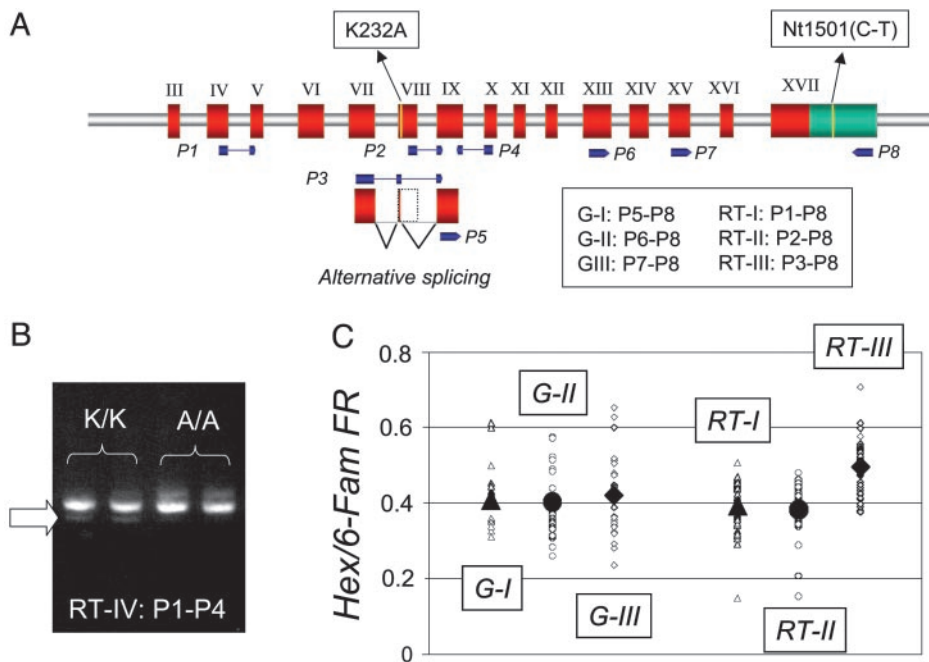 A
K232A
Nt1501(C-T)
III IV V VI VII VIII IX X XI XII XIII XIV XV XVI XVII
P1 P2 P4 P6 P7 P8
P3
P5
Alternative splicing
G-I: P5-P8 RT-I: P1-P8
G-II: P6-P8 RT-II: P2-P8
GIII: P7-P8 RT-III: P3-P8
B
K/K A/A
RT-IV: P1-P4
C
Hex/6-Fam FR
0.8
0.6
0.4
0.2
0
G-I
G-II
G-III
RT-I
RT-II
RT-III